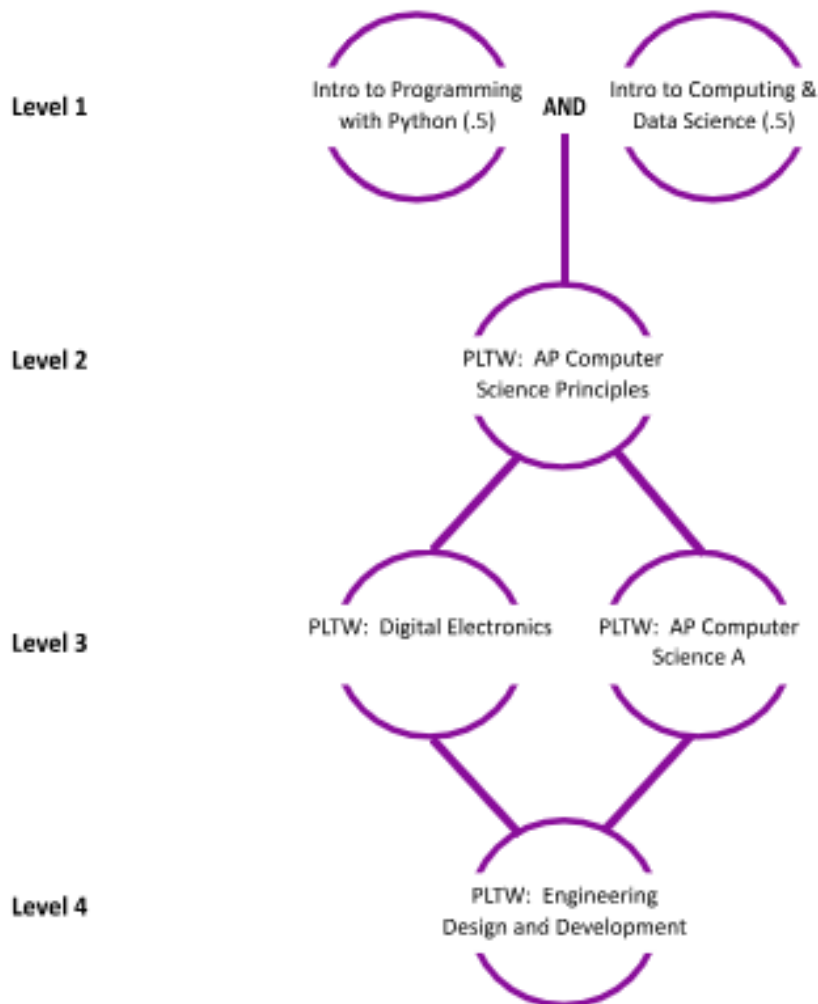 Level 1
Intro to Programming
with Python (.5)
AND
Intro to Computing &
Data Science (.5)
Level 2
PLTW:  AP Computer
Science Principles
Level 3
PLTW:  Digital Electronics
PLTW:  AP Computer
Science A
Level 4
PLTW:  Engineering
Design and Development